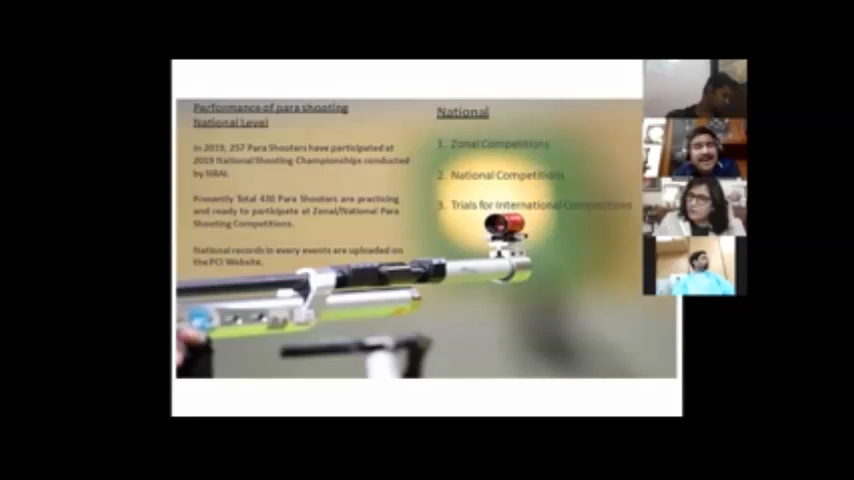 Performance of para shooting
National Level
In 2019, 257 Para Shooters have participated at
2019 National Shooting Championships conducted
by NRAI.
Presently Total 430 Para Shooters are practicing
and ready to participate at Zonal/National Para
Shooting Competitions.
National records in every events are uploaded on
the PCI Website.
National
1. Zonal Competitions
2. National Competitions
3. Trials for International Competitions